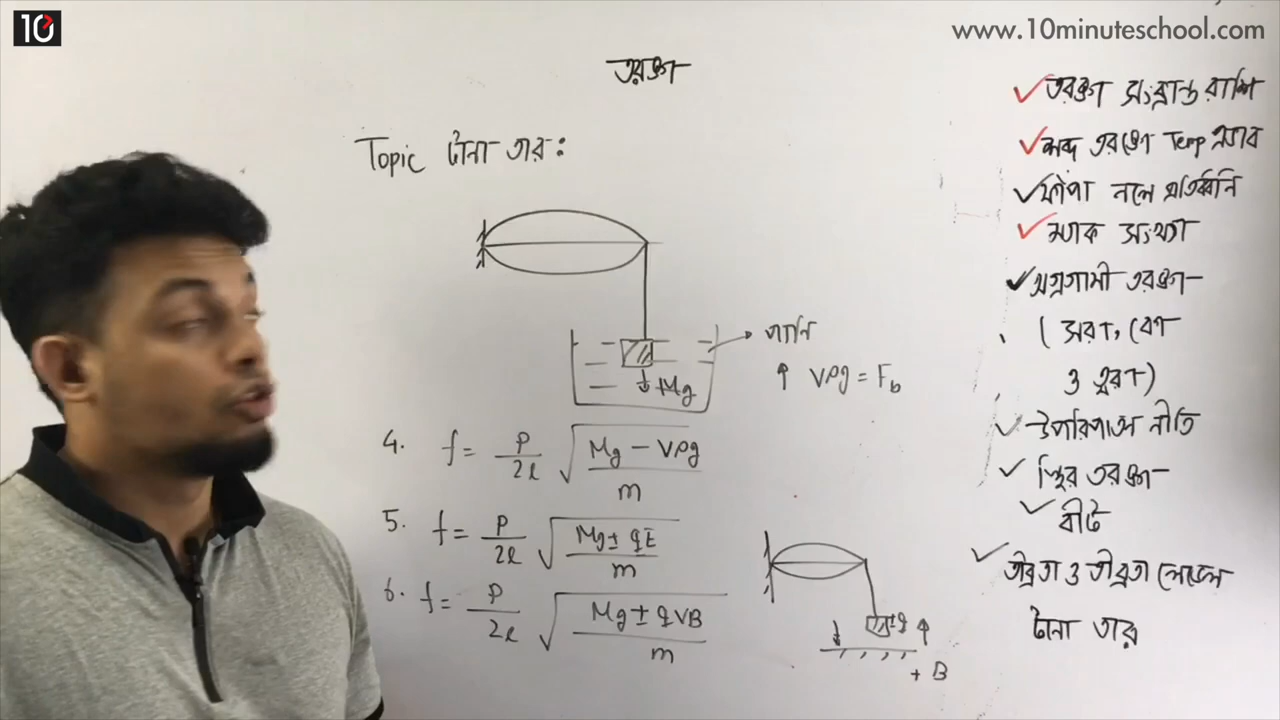 10
www.10minuteschool.com
তরঙ্গ
Topic টানা তার:
পানি
Mg
↑ Vρg = F_b
4. f = P/2l √(Mg − Vρg)/m
5. f = P/2l √(Mg ± qE)/m
6. f = P/2l √(Mg ± qVB)/m
±q
+ B
✓ তরঙ্গ সংক্রান্ত রাশি
✓ শব্দ তরঙ্গে Temp প্রভাব
✓ ফাঁপা নলে প্রতিধ্বনি
✓ ম্যাক সংখ্যা
✓ অগ্রগামী তরঙ্গ
( সরণ, বেগ
ও ত্বরণ)
✓ উপরিপাতন নীতি
✓ স্থির তরঙ্গ
✓ বীট
✓ তীব্রতা ও তীব্রতা লেভেল
টানা তার